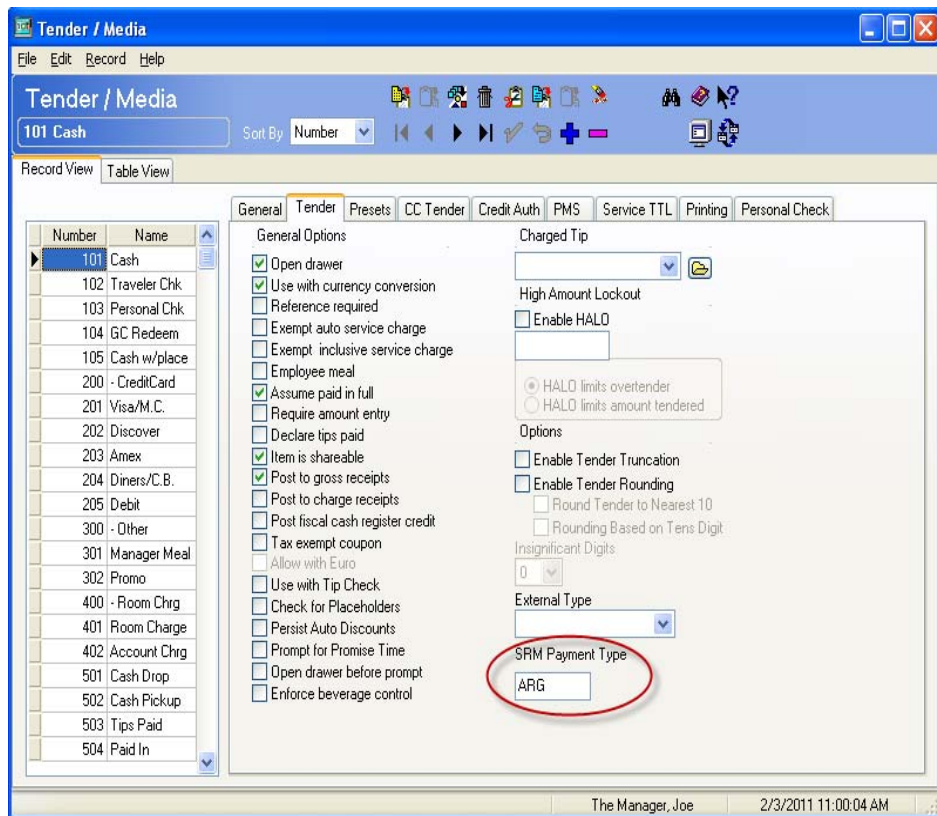 Tender / Media
File Edit Record Help
Tender / Media
101 Cash
Sort By Number
Record View Table View
General Tender Presets CC Tender Credit Auth PMS Service TTL Printing Personal Check
Number Name
101 Cash
102 Traveler Chk
103 Personal Chk
104 GC Redeem
105 Cash w/place
200 - CreditCard
201 Visa/M.C.
202 Discover
203 Amex
204 Diners/C.B.
205 Debit
300 - Other
301 Manager Meal
302 Promo
400 - Room Chrg
401 Room Charge
402 Account Chrg
501 Cash Drop
502 Cash Pickup
503 Tips Paid
504 Paid In
General Options
Open drawer
Use with currency conversion
Reference required
Exempt auto service charge
Exempt inclusive service charge
Employee meal
Assume paid in full
Require amount entry
Declare tips paid
Item is shareable
Post to gross receipts
Post to charge receipts
Post fiscal cash register credit
Tax exempt coupon
Allow with Euro
Use with Tip Check
Check for Placeholders
Persist Auto Discounts
Prompt for Promise Time
Open drawer before prompt
Enforce beverage control
Charged Tip
High Amount Lockout
Enable HALO
HALO limits overtender
HALO limits amount tendered
Options
Enable Tender Truncation
Enable Tender Rounding
Round Tender to Nearest 10
Rounding Based on Tens Digit
Insignificant Digits
0
External Type
SRM Payment Type
ARG
The Manager, Joe 2/3/2011 11:00:04 AM